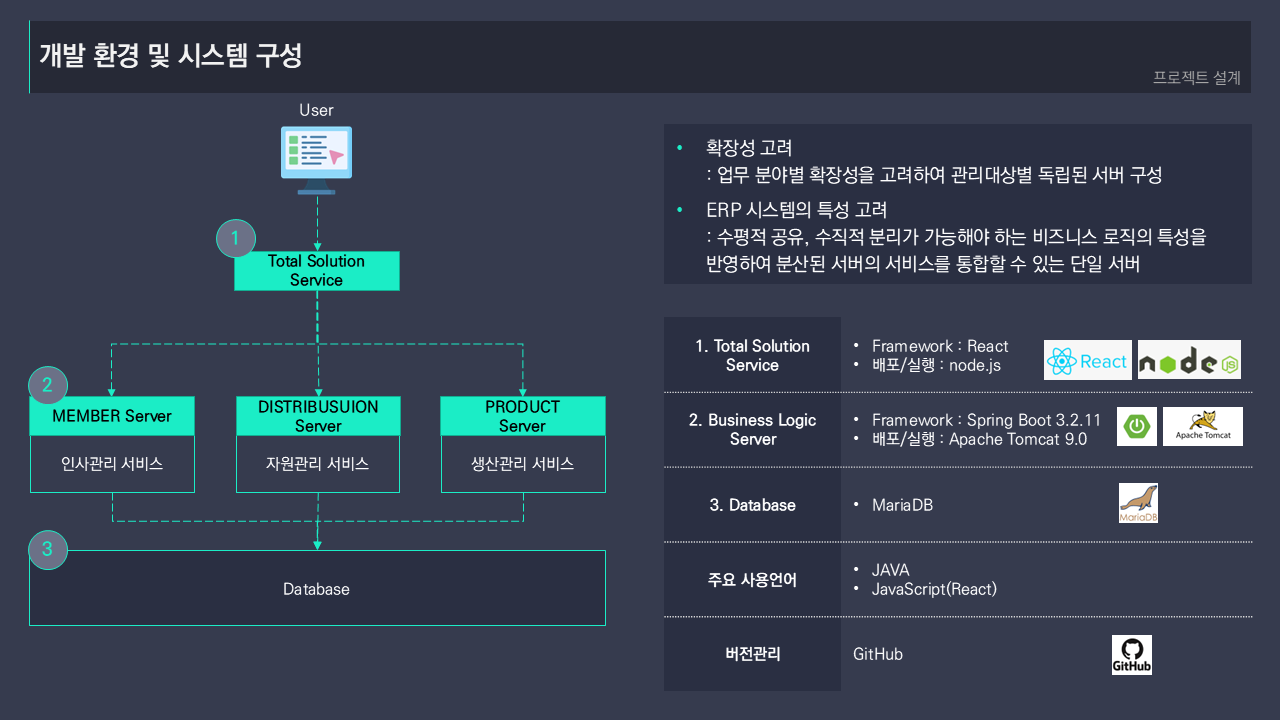 개발 환경 및 시스템 구성
프로젝트 설계
User
1
Total Solution
Service
2
MEMBER Server
인사관리 서비스
DISTRIBUSUION
Server
자원관리 서비스
PRODUCT
Server
생산관리 서비스
3
Database
• 확장성 고려
: 업무 분야별 확장성을 고려하여 관리대상별 독립된 서버 구성
• ERP 시스템의 특성 고려
: 수평적 공유, 수직적 분리가 가능해야 하는 비즈니스 로직의 특성을
반영하여 분산된 서버의 서비스를 통합할 수 있는 단일 서버
1. Total Solution
Service
• Framework : React
• 배포/실행 : node.js
React
node
JS
2. Business Logic
Server
• Framework : Spring Boot 3.2.11
• 배포/실행 : Apache Tomcat 9.0
Apache Tomcat
3. Database
• MariaDB
MariaDB
주요 사용언어
• JAVA
• JavaScript(React)
버전관리
GitHub
GitHub